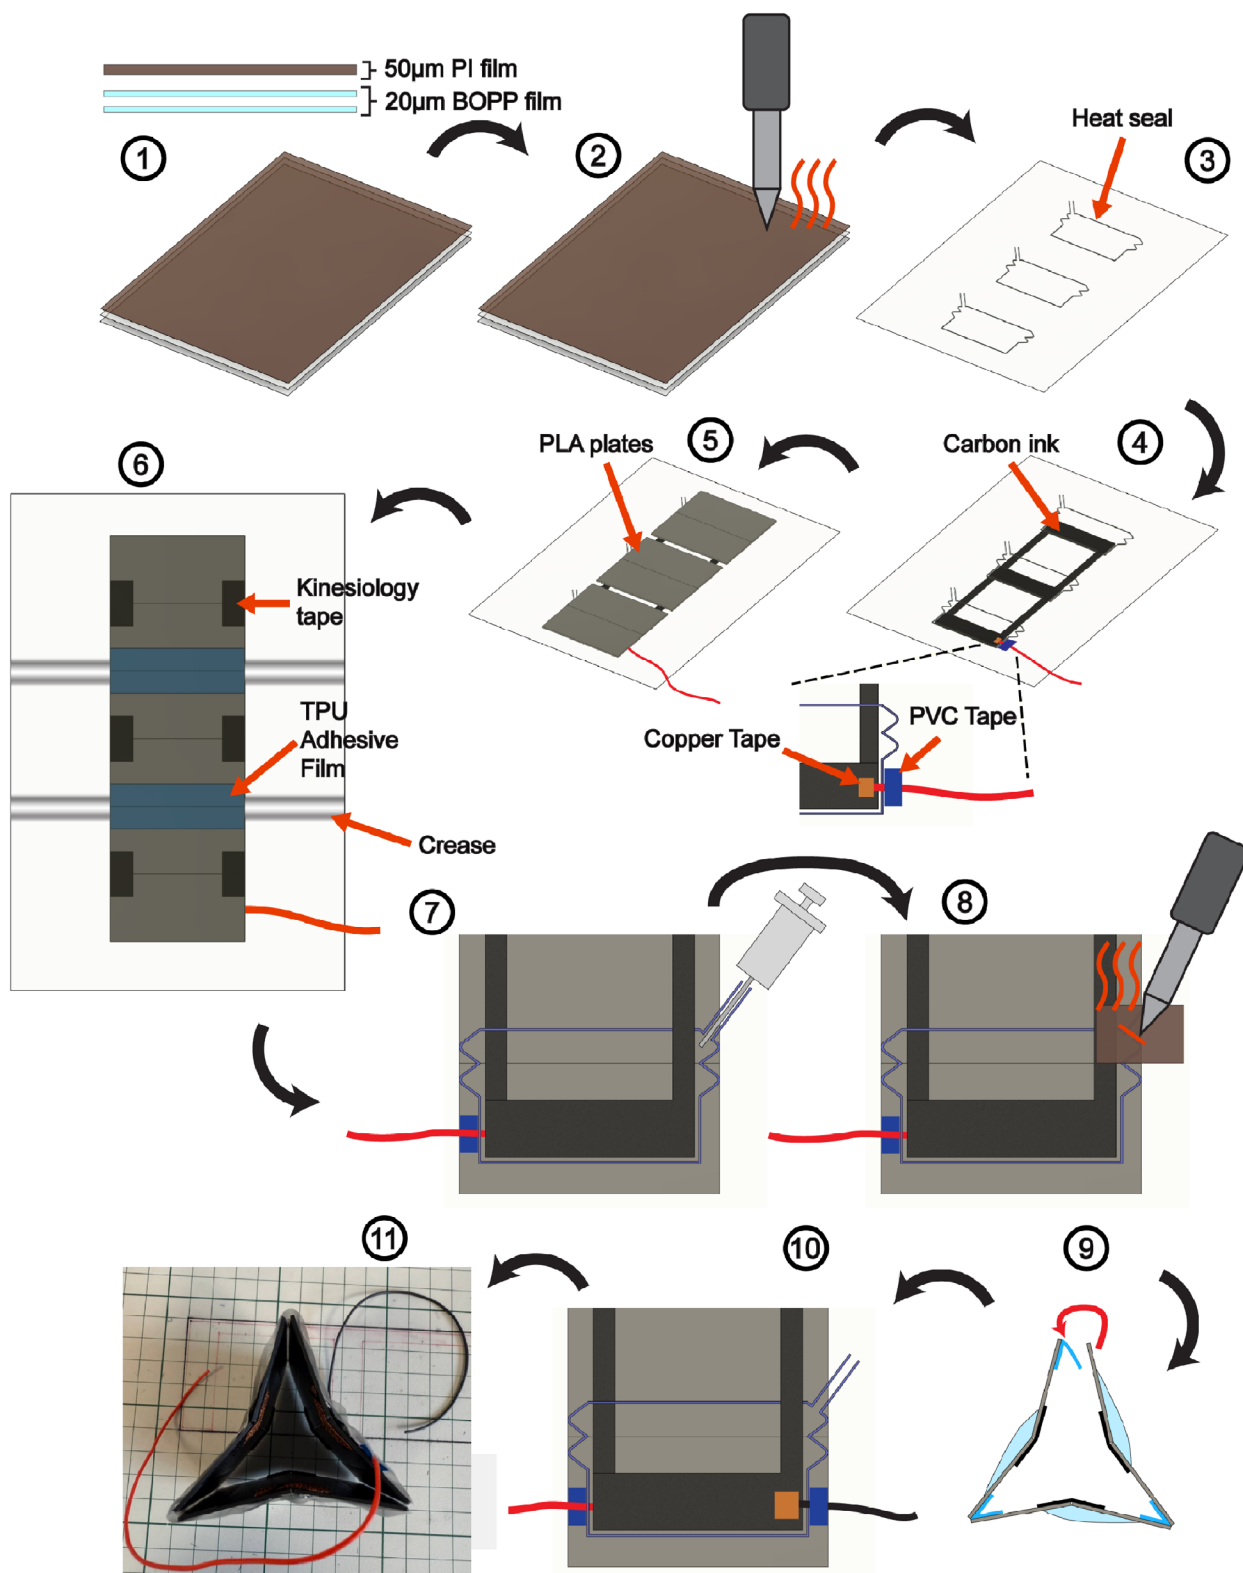 50µm PI film
20µm BOPP film
1
2
Heat seal
3
PLA plates
5
Carbon ink
4
6
Kinesiology
tape
TPU
Adhesive
Film
Copper Tape
PVC Tape
Crease
7
8
11
10
9